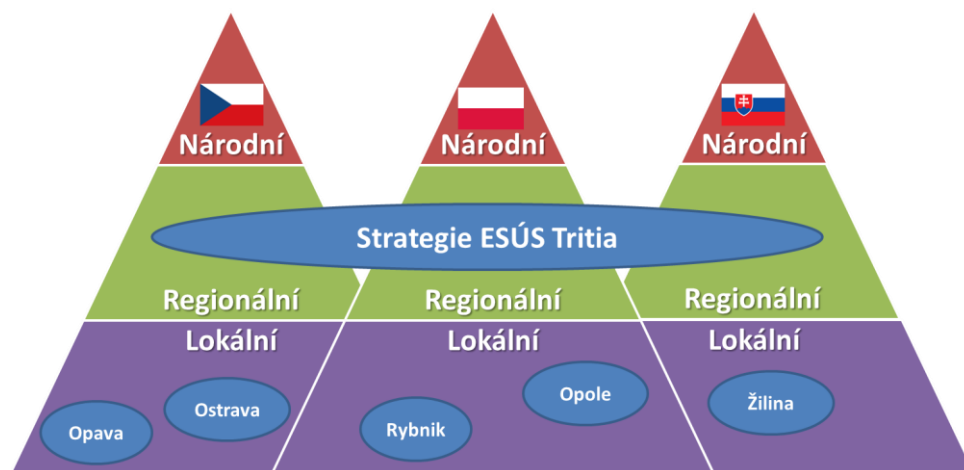 Národní
Národní
Národní
Strategie ESÚS Tritia
Regionální
Regionální
Regionální
Lokální
Lokální
Lokální
Opava
Ostrava
Rybnik
Opole
Žilina